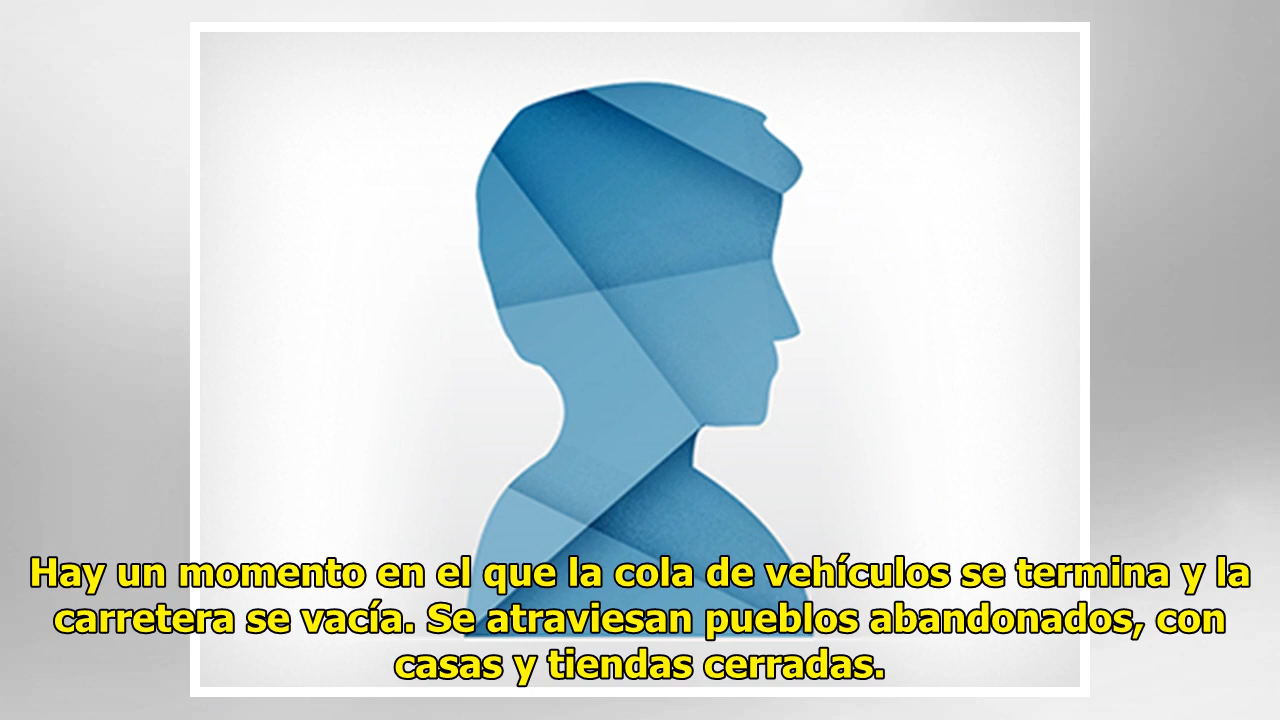 Hay un momento en el que la cola de vehículos se termina y la
carretera se vacía. Se atraviesan pueblos abandonados, con
casas y tiendas cerradas.